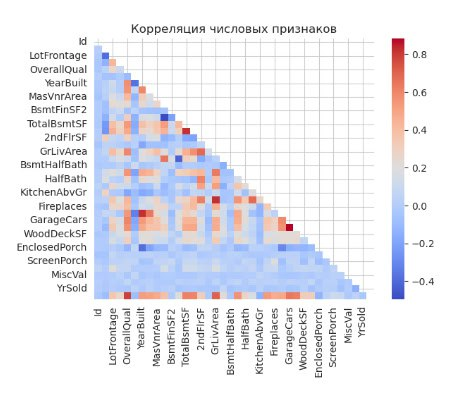 Корреляция числовых признаков
Id
LotFrontage
OverallQual
YearBuilt
MasVnrArea
BsmtFinSF2
TotalBsmtSF
2ndFlrSF
GrLivArea
BsmtHalfBath
HalfBath
KitchenAbvGr
Fireplaces
GarageCars
WoodDeckSF
EnclosedPorch
ScreenPorch
MiscVal
YrSold
Id
LotFrontage
OverallQual
YearBuilt
MasVnrArea
BsmtFinSF2
TotalBsmtSF
2ndFlrSF
GrLivArea
BsmtHalfBath
HalfBath
KitchenAbvGr
Fireplaces
GarageCars
WoodDeckSF
EnclosedPorch
ScreenPorch
MiscVal
YrSold
0.8
0.6
0.4
0.2
0.0
−0.2
−0.4